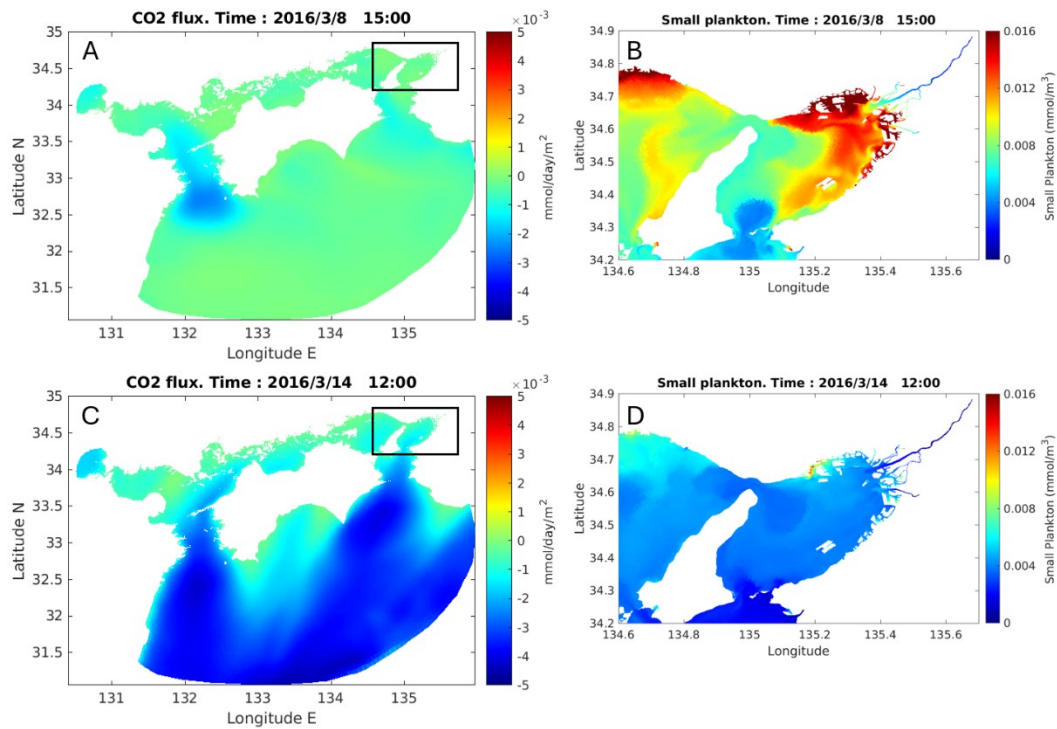 CO2 flux. Time : 2016/3/8 15:00
A
35
34.5
34
33.5
33
32.5
32
31.5
Latitude N
131 132 133 134 135
Longitude E
×10-3
5
4
3
2
1
0
-1
-2
-3
-4
-5
mmol/day/m2
Small plankton. Time : 2016/3/8 15:00
B
34.9
34.8
34.7
34.6
34.5
34.4
34.3
34.2
Latitude
134.6 134.8 135 135.2 135.4 135.6
Longitude
0.016
0.012
0.008
0.004
0
Small Plankton (mmol/m3)
CO2 flux. Time : 2016/3/14 12:00
C
35
34.5
34
33.5
33
32.5
32
31.5
Latitude N
131 132 133 134 135
Longitude E
×10-3
5
4
3
2
1
0
-1
-2
-3
-4
-5
mmol/day/m2
Small plankton. Time : 2016/3/14 12:00
D
34.9
34.8
34.7
34.6
34.5
34.4
34.3
34.2
Latitude
134.6 134.8 135 135.2 135.4 135.6
Longitude
0.016
0.012
0.008
0.004
0
Small Plankton (mmol/m3)